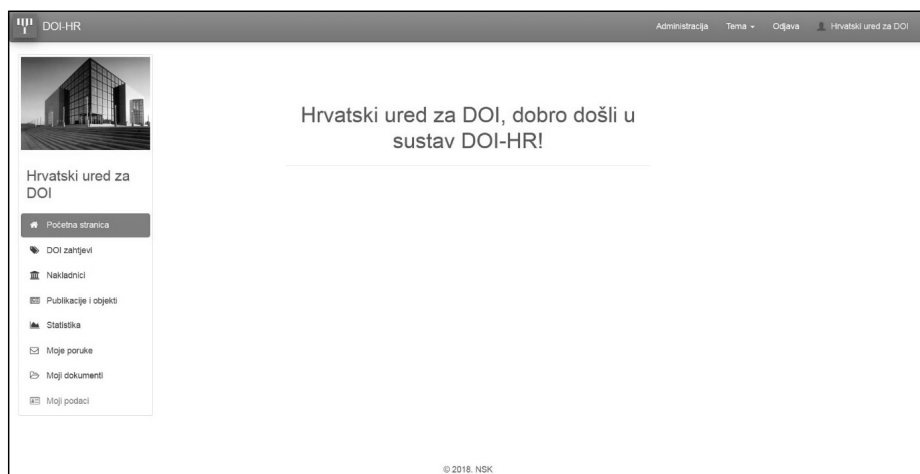 DOI-HR
Administracija Tema Odjava Hrvatski ured za DOI
Hrvatski ured za DOI, dobro došli u
sustav DOI-HR!
Hrvatski ured za
DOI
Početna stranica
DOI zahtjevi
Nakladnici
Publikacije i objekti
Statistika
Moje poruke
Moji dokumenti
Moji podaci
© 2018. NSK